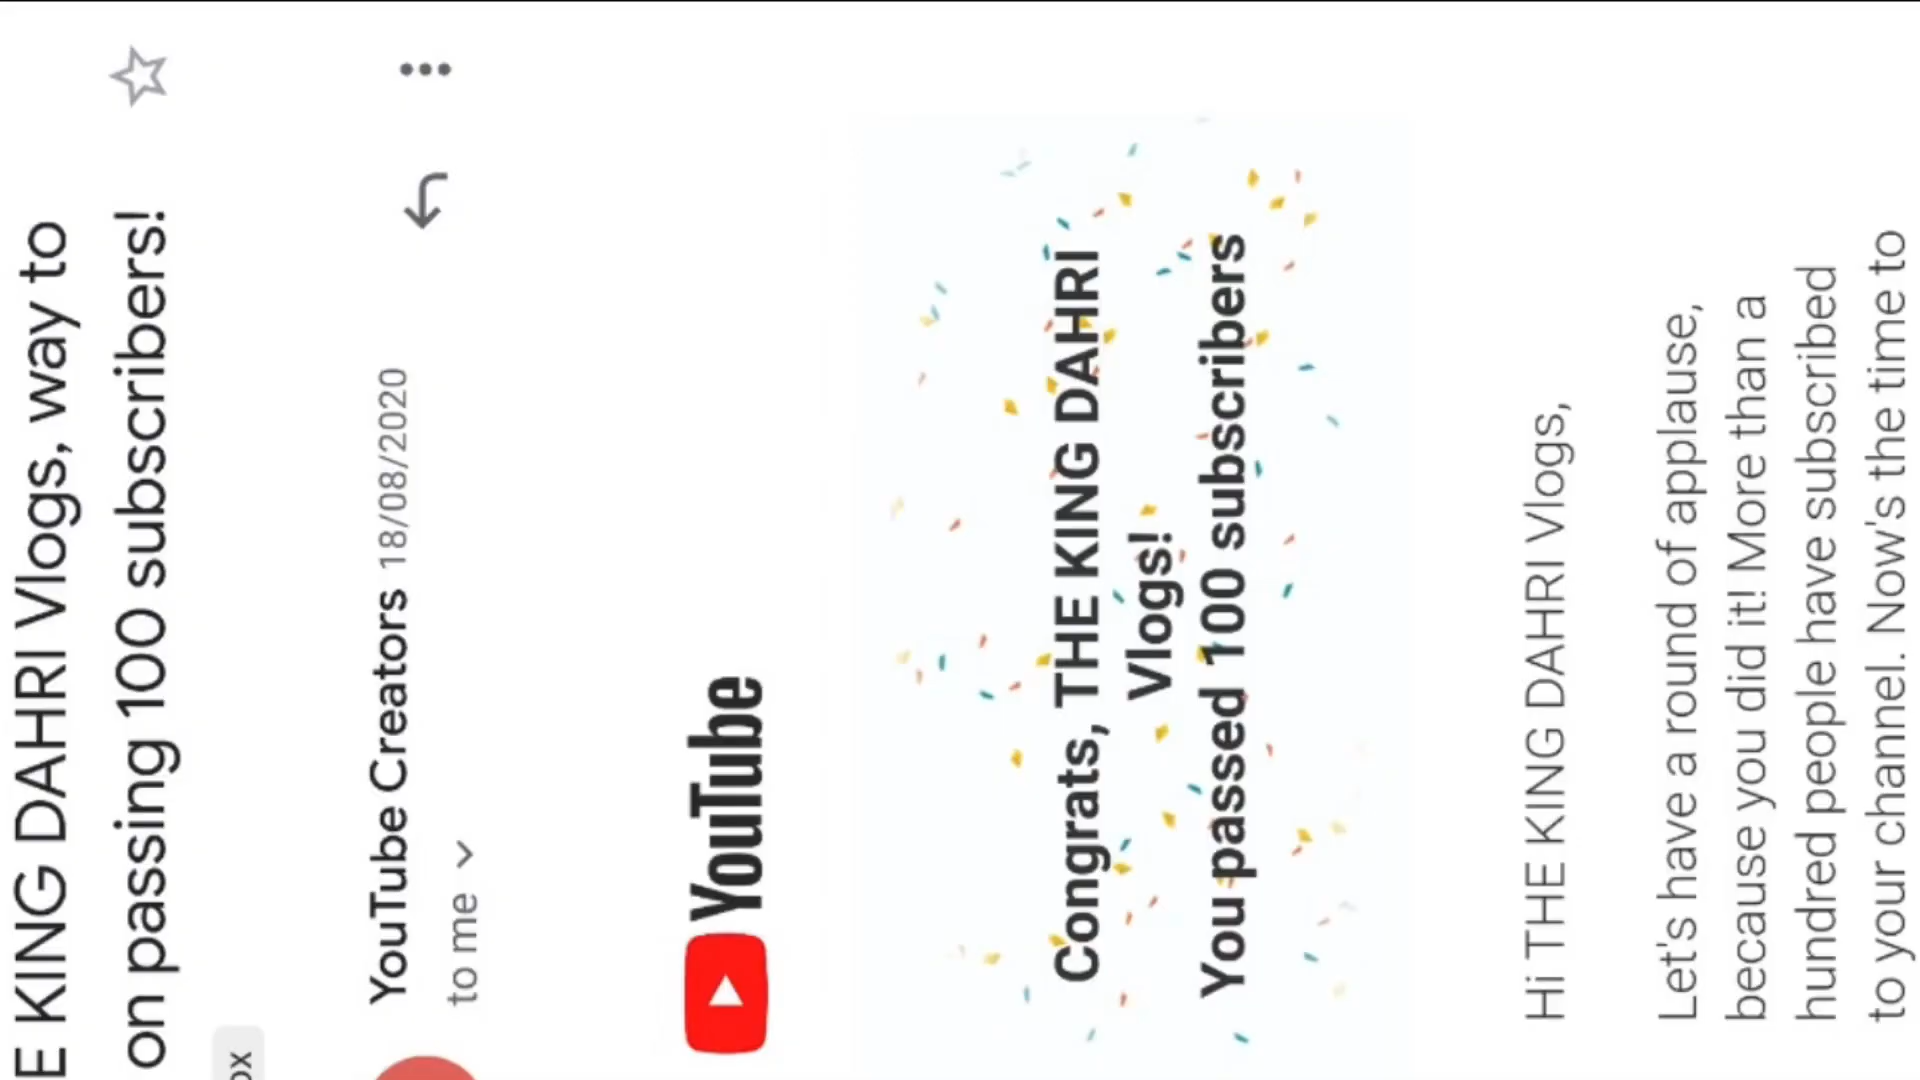 E KING DAHRI Vlogs, way to
on passing 100 subscribers!
ox
YouTube Creators 18/08/2020
to me
YouTube
Congrats, THE KING DAHRI
Vlogs!
You passed 100 subscribers
Hi THE KING DAHRI Vlogs,
Let's have a round of applause,
because you did it! More than a
hundred people have subscribed
to your channel. Now's the time to